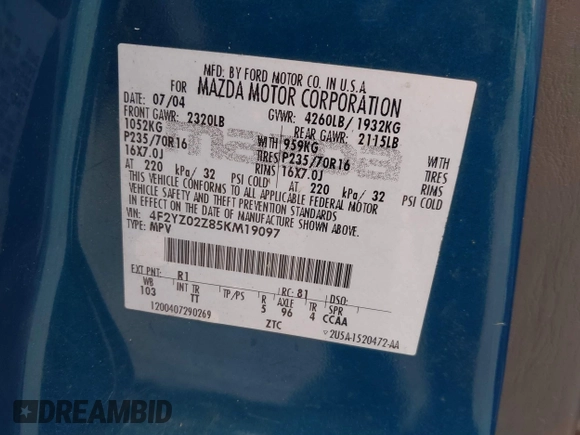 MFD. BY FORD MOTOR CO. IN U.S.A.
FOR MAZDA MOTOR CORPORATION
DATE: 07/04 GVWR: 4260LB/ 1932KG
FRONT GAWR: 2320LB REAR GAWR: 2115LB
1052KG WITH 959KG WITH
P235/70R16 TIRES P235/70R16 TIRES
16X7.0J RIMS 16X7.0J RIMS
AT 220 kPa/ 32 PSI COLD AT 220 kPa/ 32 PSI COLD
THIS VEHICLE CONFORMS TO ALL APPLICABLE FEDERAL MOTOR
VEHICLE SAFETY AND THEFT PREVENTION STANDARDS
IN EFFECT ON THE DATE OF MANUFACTURE SHOWN ABOVE.
VIN: 4F2YZ02Z85KM19097
TYPE: MPV
EXT PNT: R1 RC: 81 DSO:
WB INT TR TP/PS R AXLE TR SPR
103 TT 5 96 4 CCAA
1200407290269 ZTC
▽2U5A-1520472-AA
mazda
DREAMBID